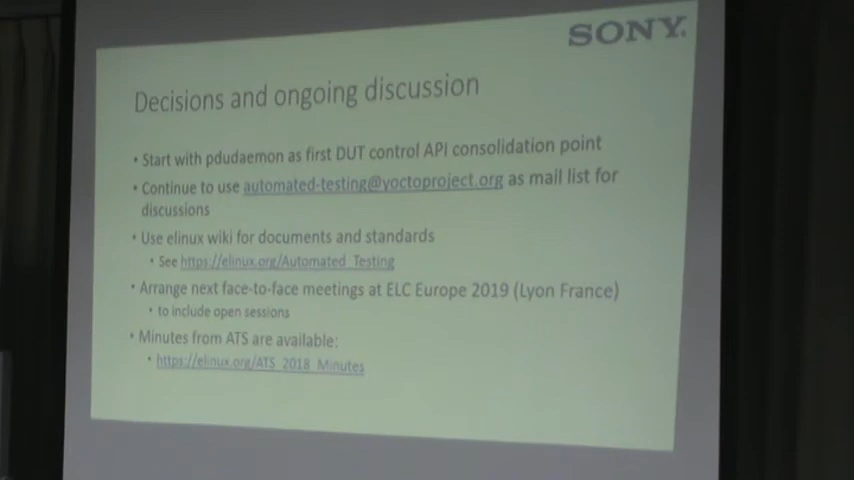 SONY
Decisions and ongoing discussion
• Start with pdudaemon as first DUT control API consolidation point
• Continue to use automated-testing@yoctoproject.org as mail list for
discussions
• Use elinux wiki for documents and standards
• See https://elinux.org/Automated_Testing
• Arrange next face-to-face meetings at ELC Europe 2019 (Lyon France)
• to include open sessions
• Minutes from ATS are available:
• https://elinux.org/ATS_2018_Minutes